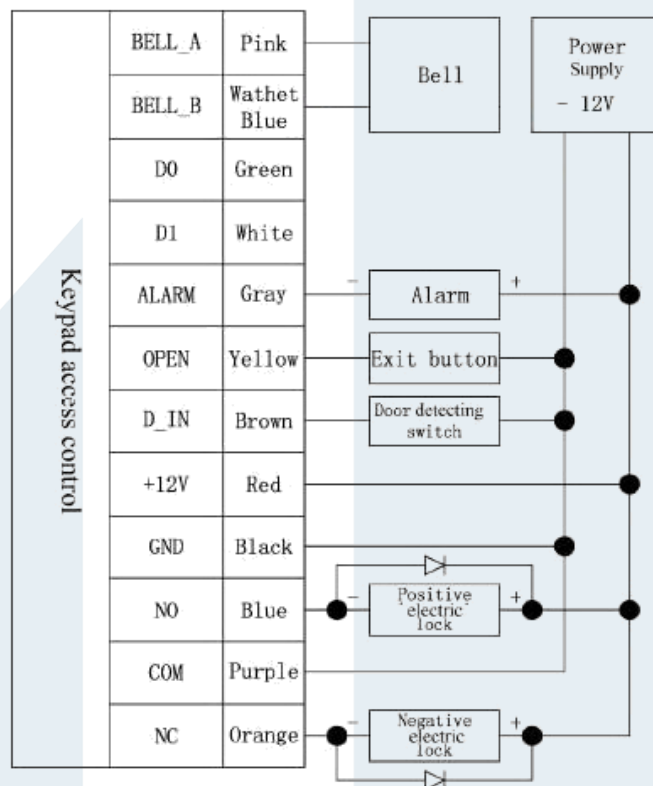 BELL_A Pink
BELL_B Wathet
Blue
D0 Green
D1 White
ALARM Gray
OPEN Yellow
D_IN Brown
+12V Red
GND Black
NO Blue
COM Purple
NC Orange
Keypad access control
Bell
Power
Supply
- 12V
- Alarm +
Exit button
Door detecting
switch
- Positive +
electric
lock
- Negative +
electric
lock